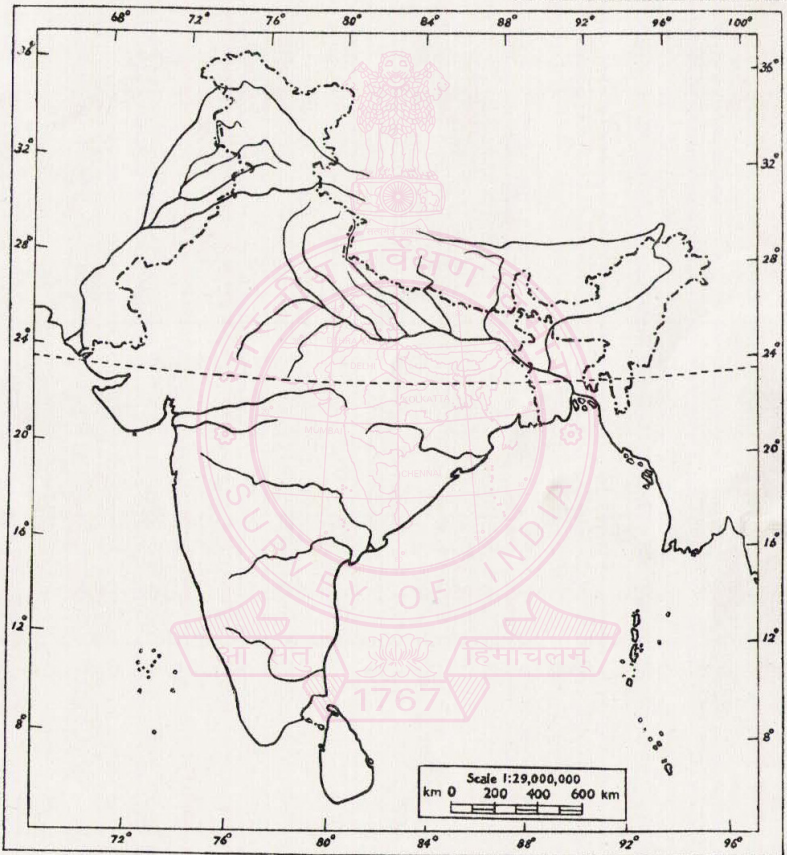 68° 72° 76° 80° 84° 88° 92° 96° 100°
36° 36°
32° 32°
28° 28°
24° 24°
20° 20°
16° 16°
12° 12°
8° 8°
भारतीय सर्वेक्षण विभाग
DELHI
KOLKATTA
MUMBAI
CHENNAI
SURVEY OF INDIA
आ सेतु हिमाचलम्
1767
Scale 1:29,000,000
km 0 200 400 600 km
72° 76° 80° 84° 88° 92° 96°